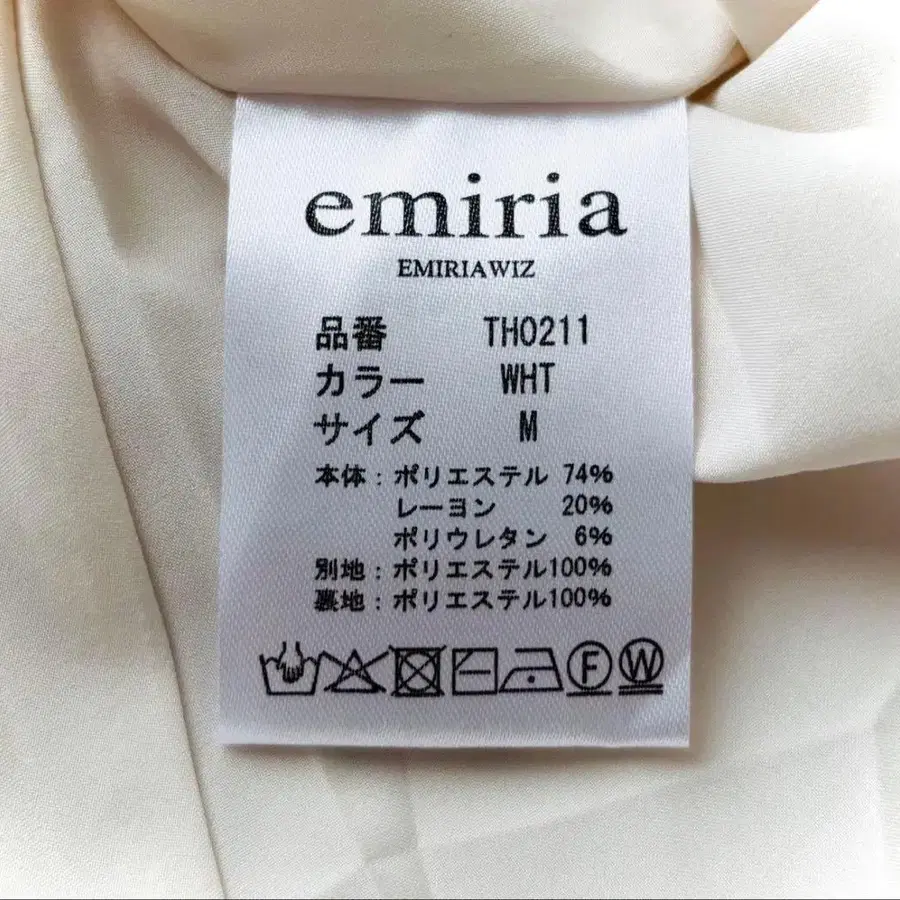 emiria
EMIRIAWIZ
品番 TH0211
カラー WHT
サイズ M
本体：ポリエステル 74%
レーヨン 20%
ポリウレタン 6%
別地：ポリエステル100%
裏地：ポリエステル100%
F W